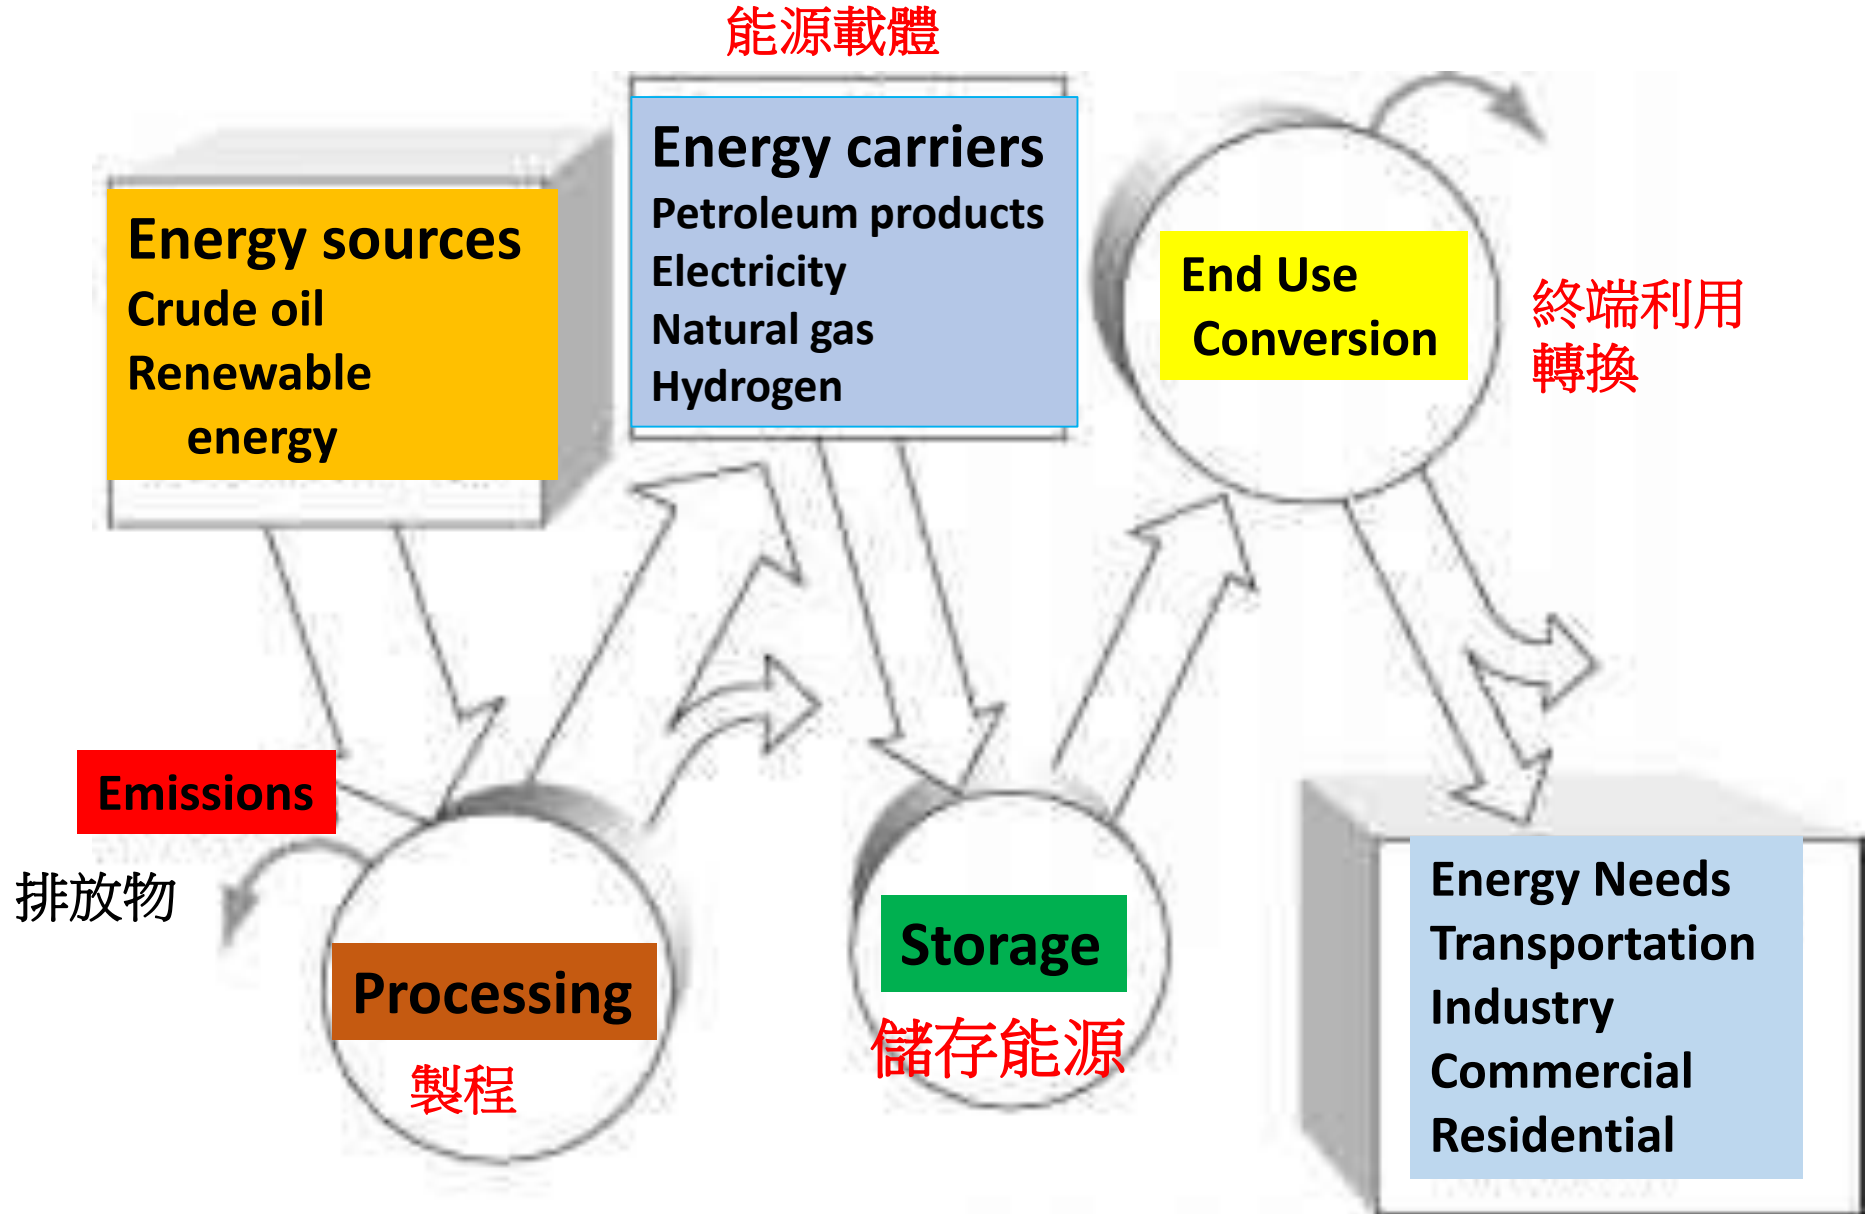 能源載體
Energy sources
Crude oil
Renewable
energy
Energy carriers
Petroleum products
Electricity
Natural gas
Hydrogen
End Use
Conversion
終端利用
轉換
Emissions
排放物
Processing
製程
Storage
儲存能源
Energy Needs
Transportation
Industry
Commercial
Residential